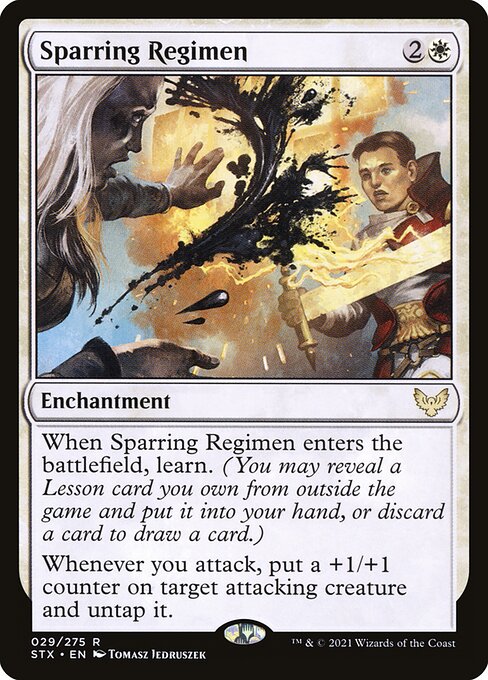 Sparring Regimen 2
Enchantment
When Sparring Regimen enters the
battlefield, learn. (You may reveal a
Lesson card you own from outside the
game and put it into your hand, or discard
a card to draw a card.)
Whenever you attack, put a +1/+1
counter on target attacking creature
and untap it.
029/275 R
STX • EN Tomasz Jedruszek
™ & © 2021 Wizards of the Coast